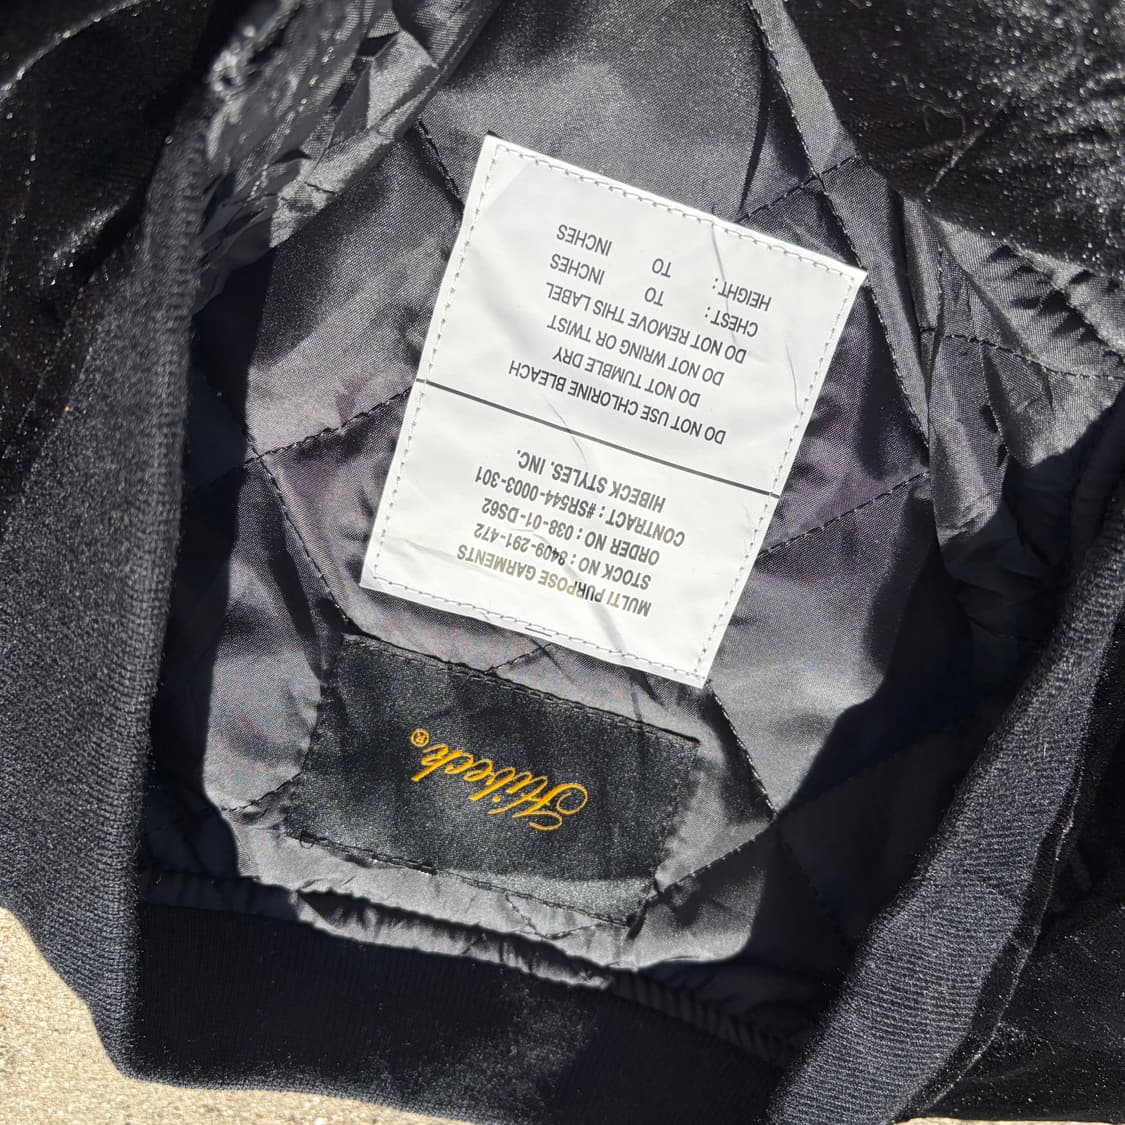 Hibeck ®
MULTI PURPOSE GARMENTS
STOCK NO : 8409-291-472
ORDER NO : 038-01-DS62
CONTRACT : #SR544-0003-301
HIBECK STYLES, INC.
DO NOT USE CHLORINE BLEACH
DO NOT TUMBLE DRY
DO NOT WRING OR TWIST
DO NOT REMOVE THIS LABEL
CHEST : TO INCHES
HEIGHT : TO INCHES